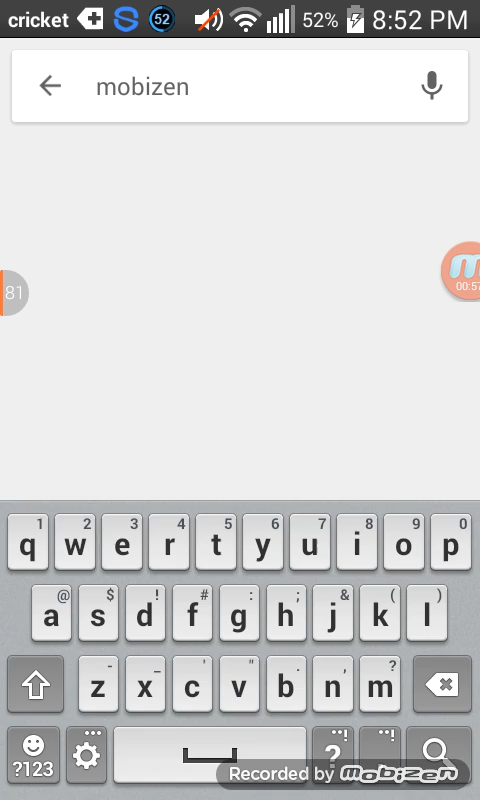 cricket 52 52% 8:52 PM
mobizen
81
00:57
1 2 3 4 5 6 7 8 9 0
q w e r t y u i o p
@ $ ! # : ; & ( )
a s d f g h j k l
- _ ' " . , ?
z x c v b n m
?123 ?
Recorded by mobizen